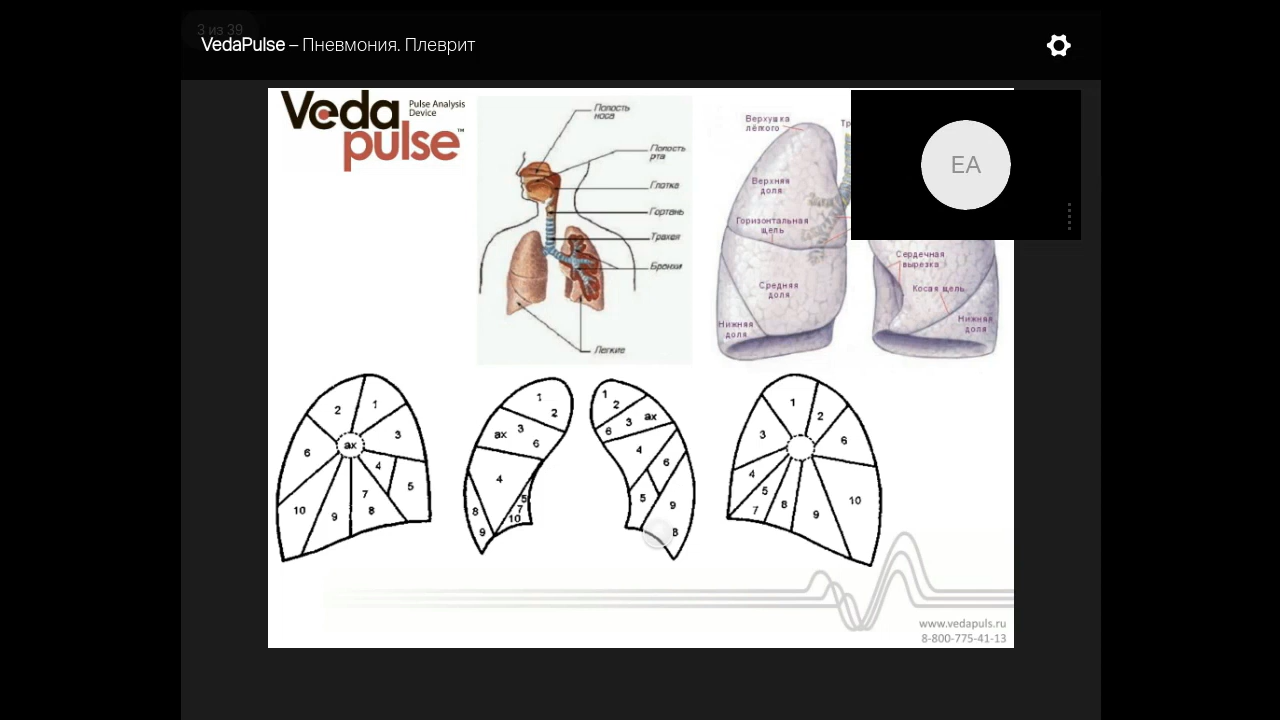 3 из 39
VedaPulse – Пневмония. Плеврит
Veda
pulse™
Pulse Analysis
Device
Полость
носа
Полость
рта
Глотка
Гортань
Трахеи
Бронхи
Легкие
Верхушка
лёгкого
Верхняя
доля
Горизонтальная
щель
Средняя
доля
Нижняя
доля
Сердечная
вырезка
Косая щель
Нижняя
доля
EA
2 1
6 ax 3
4 5
10 9 7
8
1
2
ax 3
6
4
8 5
7
10
9
1
2
6 3 ax
4
6
5 9
8
1
2
3 6
4
5
7 8 9 10
www.vedapuls.ru
8-800-775-41-13